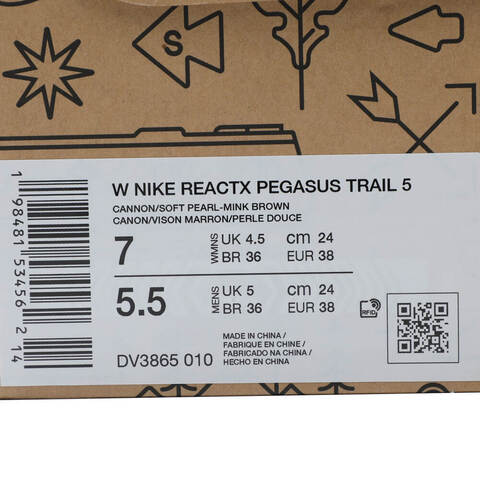 S
W NIKE REACTX PEGASUS TRAIL 5
CANNON/SOFT PEARL-MINK BROWN
CANON/VISON MARRON/PERLE DOUCE
7 WMNS UK 4.5 cm 24
BR 36 EUR 38
5.5 MENS UK 5 cm 24
BR 36 EUR 38
RFID
MADE IN CHINA/
FABRIQUE EN CHINE /
FABRICADO NA CHINA/
HECHO EN CHINA
DV3865 010
1 98481 53456 2 14